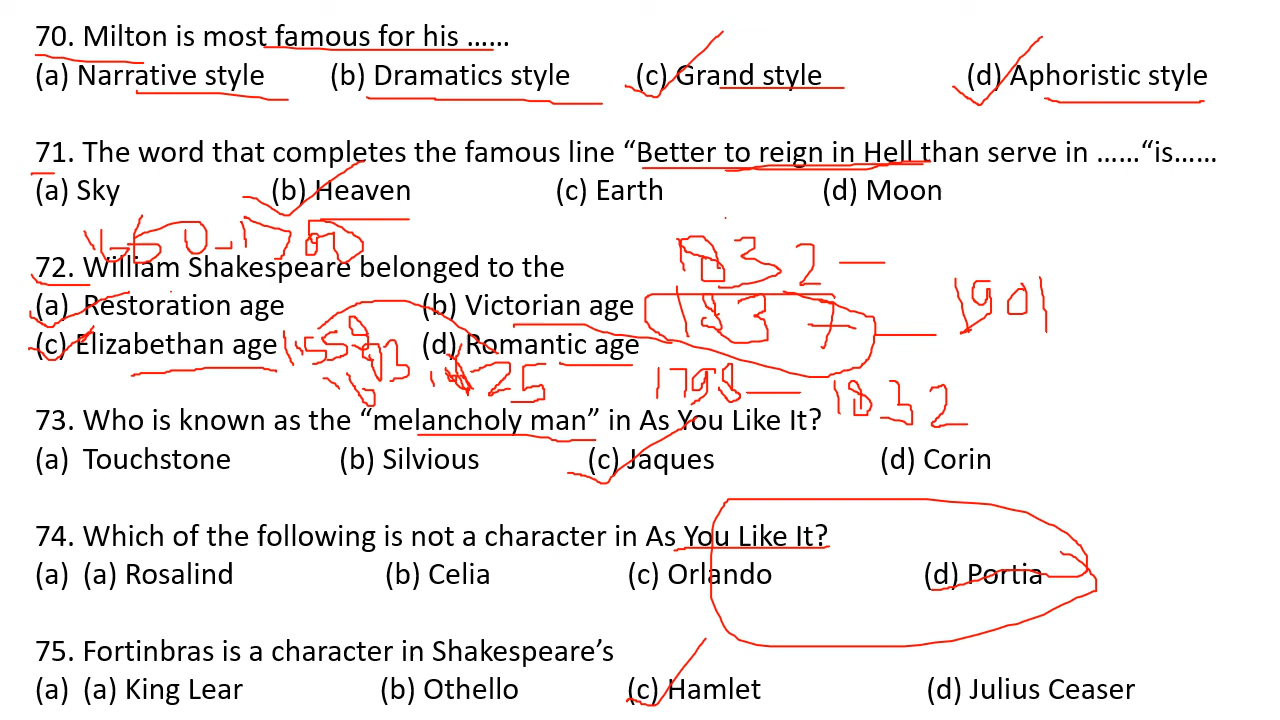 70. Milton is most famous for his ......
(a) Narrative style (b) Dramatics style (c) Grand style (d) Aphoristic style
71. The word that completes the famous line “Better to reign in Hell than serve in ......“is......
(a) Sky (b) Heaven (c) Earth (d) Moon
1660-1700
72. William Shakespeare belonged to the
1832 —
(a) Restoration age (b) Victorian age
1837 — 1901
(c) Elizabethan age (d) Romantic age
1798 — 1832
73. Who is known as the “melancholy man” in As You Like It?
(a) Touchstone (b) Silvious (c) Jaques (d) Corin
74. Which of the following is not a character in As You Like It?
(a) (a) Rosalind (b) Celia (c) Orlando (d) Portia
75. Fortinbras is a character in Shakespeare’s
(a) (a) King Lear (b) Othello (c) Hamlet (d) Julius Ceaser